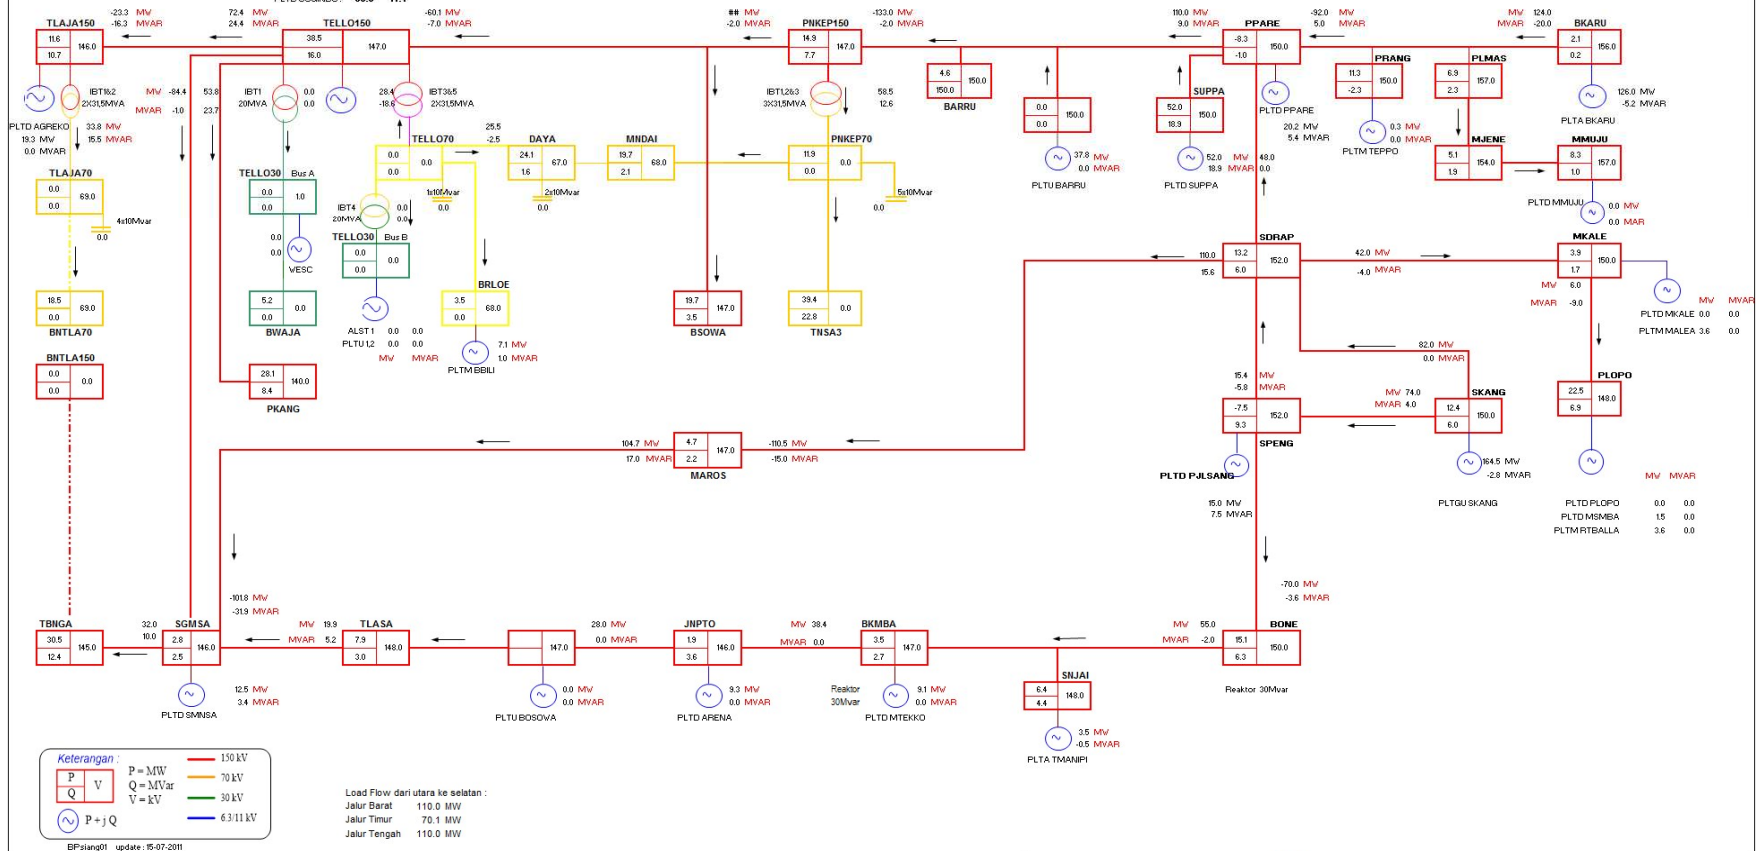 TLAJA150
-23.3 MW
-16.3 MVAR
72.4
24.4
TELLO150
-60.1 MW
-7.0 MVAR
## MW
-2.0 MVAR
PNKEP150
-133.0 MW
-2.0 MVAR
110.0 MW
9.0 MVAR
PPARE
-92.0 MW
5.0 MVAR
MW 124.0
MVAR -20.0
BKARU
11.6
10.7
146.0
38.5
16.0
147.0
14.9
7.7
147.0
-8.3
-1.0
150.0
2.1
0.2
156.0
IBT1&2
2X31,5MVA
MW -84.4
MVAR -1.0
53.8
23.7
IBT1
20MVA
0.0
0.0
28.4
-18.6
IBT3&5
2X31,5MVA
IBT1,2&3
3X31,5MVA
58.5
12.6
4.6
150.0
150.0
BARRU
0.0
0.0
150.0
SUPPA
52.0
18.9
150.0
PLTD PPARE
20.2 MW
5.4 MVAR
PRANG
11.3
-2.3
150.0
PLMAS
6.9
2.3
157.0
126.0 MW
-5.2 MVAR
PLTA BKARU
PLTD AGREKO
19.3 MW
0.0 MVAR
33.8 MW
15.5 MVAR
0.3 MW
0.0 MVAR
PLTM TEPPO
TELLO70
0.0
0.0
0.0
25.5
-2.5
DAYA
24.1
1.6
67.0
MNDAI
19.7
2.1
68.0
PNKEP70
11.9
0.0
0.0
37.8 MW
0.0 MVAR
PLTU BARRU
52.0 MW
18.9 MVAR
PLTD SUPPA
48.0
0.0
MJENE
5.1
1.9
154.0
MMUJU
8.3
1.0
157.0
PLTD MMUJU
0.0 MW
0.0 MAR
TLAJA70
0.0
0.0
69.0
4x10Mvar
0.0
TELLO30 Bus A
0.0
0.0
1.0
IBT4
20MVA
0.0
0.0
1x10Mvar
0.0
2x10Mvar
0.0
5x10Mvar
0.0
0.0
0.0
WESC
TELLO30 Bus B
0.0
0.0
0.0
SDRAP
13.2
6.0
152.0
110.0
15.6
42.0 MW
-4.0 MVAR
MKALE
3.9
1.7
150.0
MW 6.0
MVAR -9.0
MW MVAR
PLTD MKALE 0.0 0.0
PLTM MALEA 3.6 0.0
18.5
0.0
69.0
BNTLA70
5.2
0.0
0.0
BWAJA
ALST 1 0.0 0.0
PLTU 1,2 0.0 0.0
MW MVAR
BRLOE
3.5
0.0
68.0
7.1 MW
1.0 MVAR
PLTM BBILI
19.7
3.5
147.0
BSOWA
39.4
22.8
0.0
TNSA3
82.0 MW
0.0 MVAR
BNTLA150
0.0
0.0
0.0
28.1
8.4
140.0
PKANG
15.4 MW
-5.8 MVAR
-7.5
9.3
152.0
SPENG
MW 74.0
MVAR 4.0
SKANG
12.4
6.0
150.0
PLOPO
22.5
6.9
148.0
104.7 MW
17.0 MVAR
4.7
2.2
147.0
MAROS
-110.5 MW
-15.0 MVAR
PLTD PJLSANG
15.0 MW
7.5 MVAR
164.5 MW
-2.8 MVAR
PLTGU SKANG
MW MVAR
PLTD PLOPO 0.0 0.0
PLTD MSMBA 1.5 0.0
PLTM RTBALLA 3.6 0.0
-101.8 MW
-31.9 MVAR
-70.0 MW
-3.6 MVAR
TBNGA
30.5
12.4
145.0
32.0
10.0
SGMSA
2.8
2.5
146.0
MW 19.9
MVAR 5.2
TLASA
7.9
3.0
148.0
147.0
28.0 MW
0.0 MVAR
JNPTO
1.9
3.6
146.0
MW 38.4
MVAR 0.0
BKMBA
3.5
2.7
147.0
MW 55.0
MVAR -2.0
BONE
15.1
6.3
150.0
12.5 MW
3.4 MVAR
PLTD SMNSA
0.0 MW
0.0 MVAR
PLTU BOSOWA
9.3 MW
0.0 MVAR
PLTD ARENA
Reaktor
30Mvar
9.1 MW
0.0 MVAR
PLTD MTEKKO
SNJAI
6.4
4.4
148.0
Reaktor 30Mvar
3.5 MW
-0.5 MVAR
PLTA TMANIPI
Keterangan :
P
Q
V
P = MW
Q = MVar
V = kV
P + j Q
150 kV
70 kV
30 kV
6.3/11 kV
Load Flow dari utara ke selatan :
Jalur Barat 110.0 MW
Jalur Timur 70.1 MW
Jalur Tengah 110.0 MW
BPsiang01 update : 15-07-2011